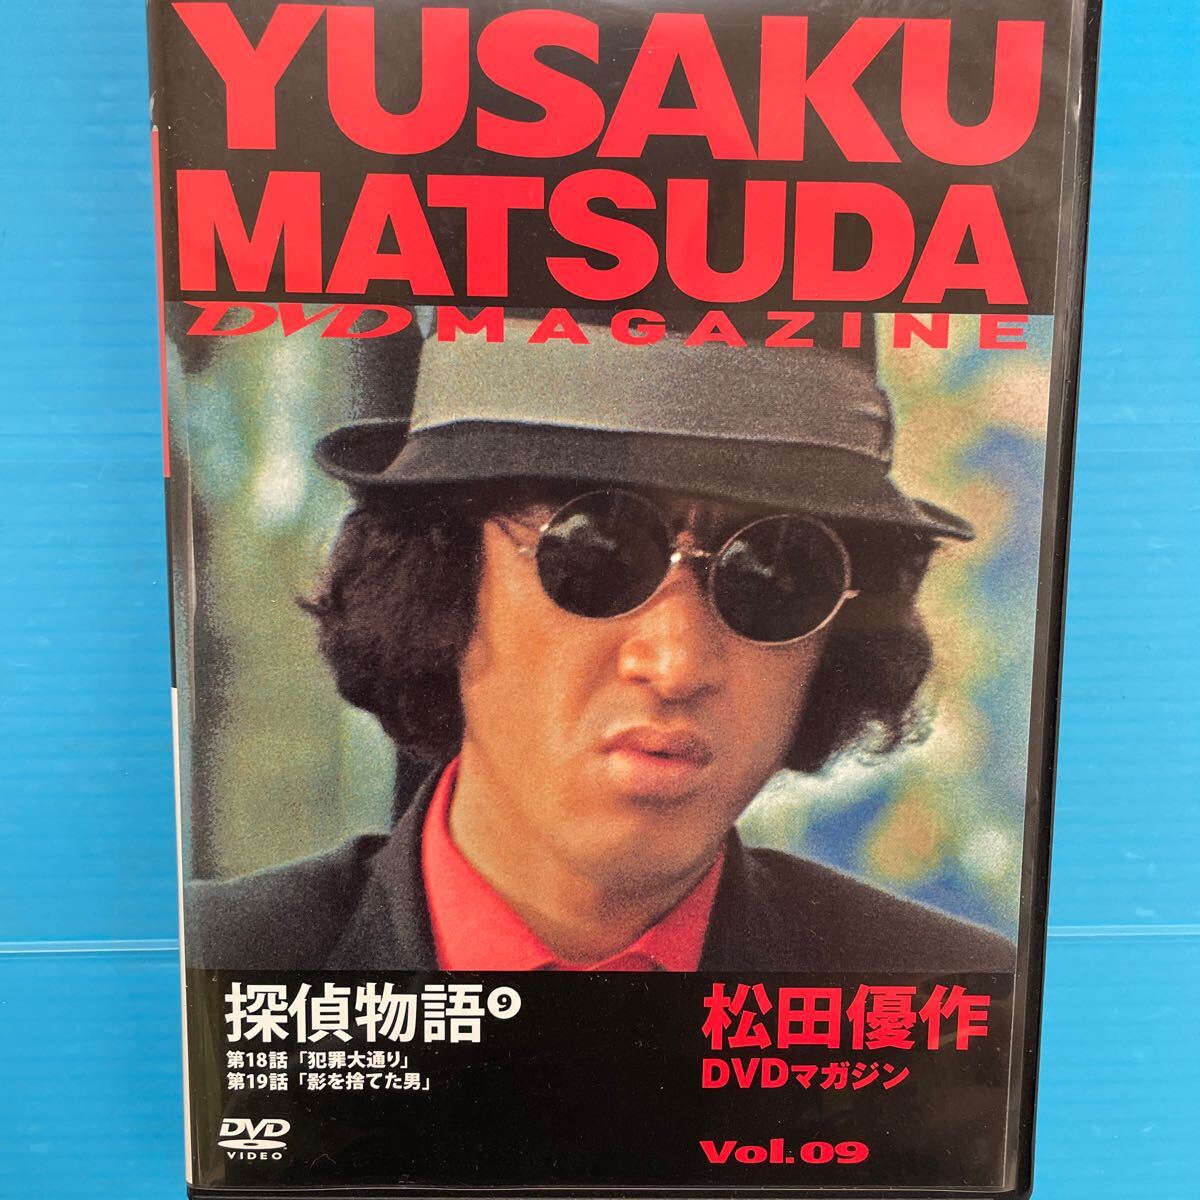 YUSAKU
MATSUDA
DVD MAGAZINE
探偵物語❾
第18話「犯罪大通り」
第19話「影を捨てた男」
松田優作
DVDマガジン
DVD
VIDEO
Vol.09